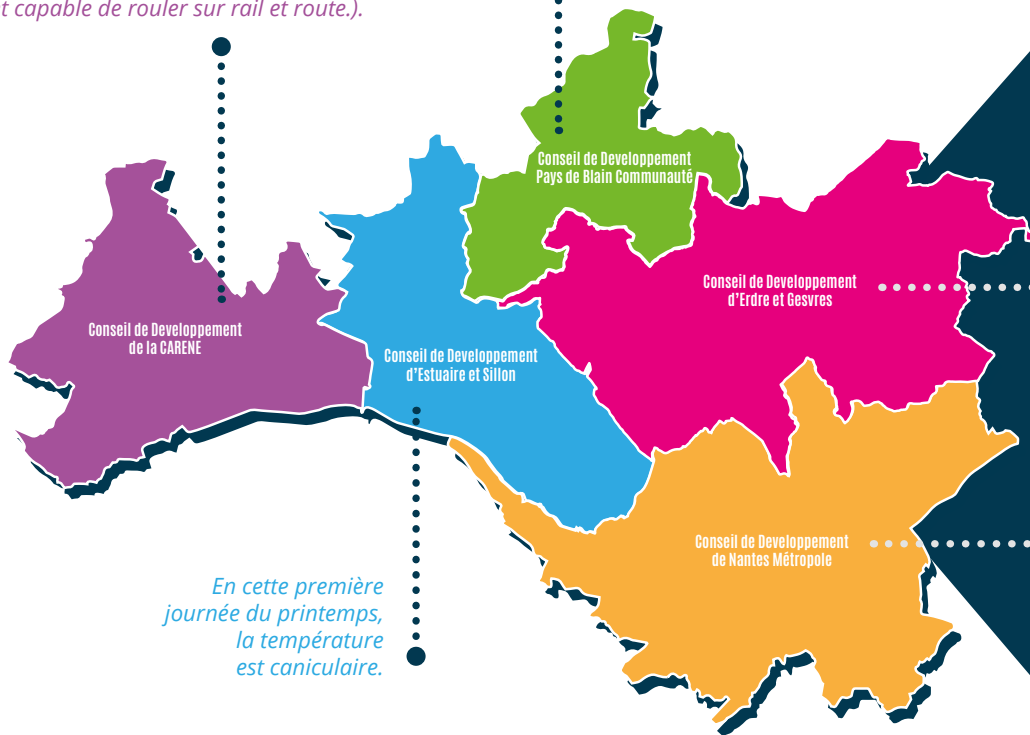 et capable de rouler sur rail et route.).
Conseil de Developpement
Pays de Blain Communauté
Conseil de Developpement
d'Erdre et Gesvres
Conseil de Developpement
de la CARENE
Conseil de Developpement
d'Estuaire et Sillon
Conseil de Developpement
de Nantes Métropole
En cette première
journée du printemps,
la température
est caniculaire.